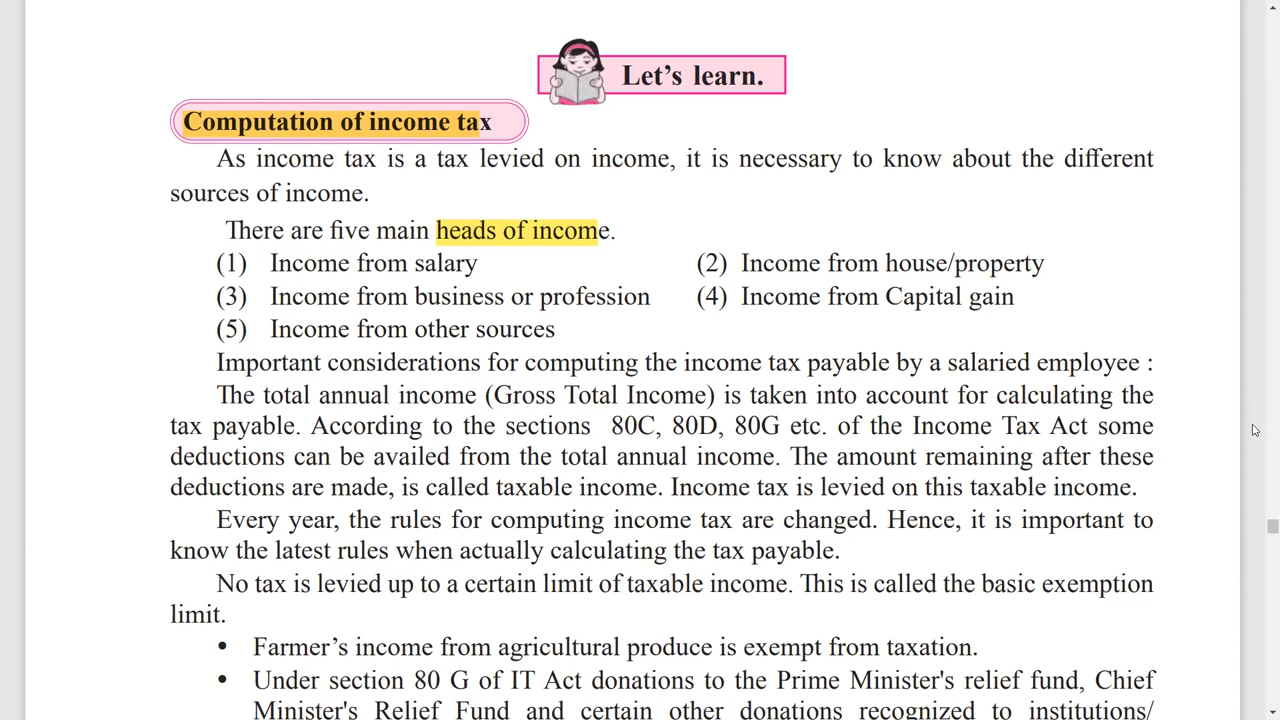 Let's learn.
Computation of income tax
As income tax is a tax levied on income, it is necessary to know about the different
sources of income.
There are five main heads of income.
(1) Income from salary (2) Income from house/property
(3) Income from business or profession (4) Income from Capital gain
(5) Income from other sources
Important considerations for computing the income tax payable by a salaried employee :
The total annual income (Gross Total Income) is taken into account for calculating the
tax payable. According to the sections 80C, 80D, 80G etc. of the Income Tax Act some
deductions can be availed from the total annual income. The amount remaining after these
deductions are made, is called taxable income. Income tax is levied on this taxable income.
Every year, the rules for computing income tax are changed. Hence, it is important to
know the latest rules when actually calculating the tax payable.
No tax is levied up to a certain limit of taxable income. This is called the basic exemption
limit.
• Farmer's income from agricultural produce is exempt from taxation.
• Under section 80 G of IT Act donations to the Prime Minister's relief fund, Chief
Minister's Relief Fund and certain other donations recognized to institutions/